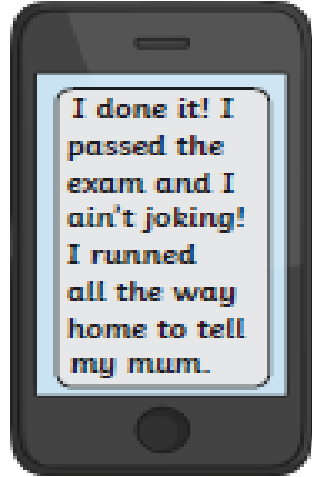 I done it! I
passed the
exam and I
ain't joking!
I runned
all the way
home to tell
my mum.